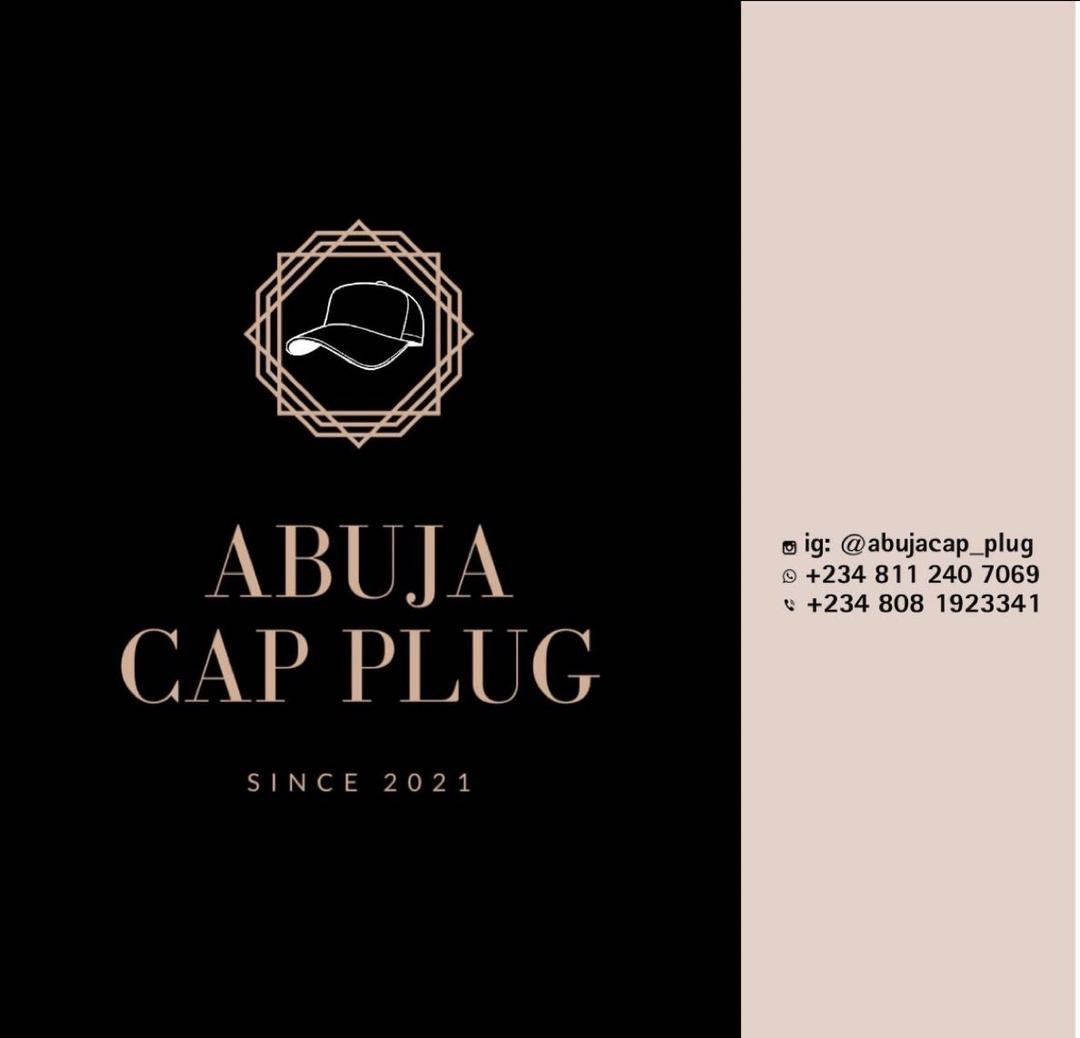 ABUJA
CAP PLUG
SINCE 2021
ig: @abujacap_plug
+234 811 240 7069
+234 808 1923341